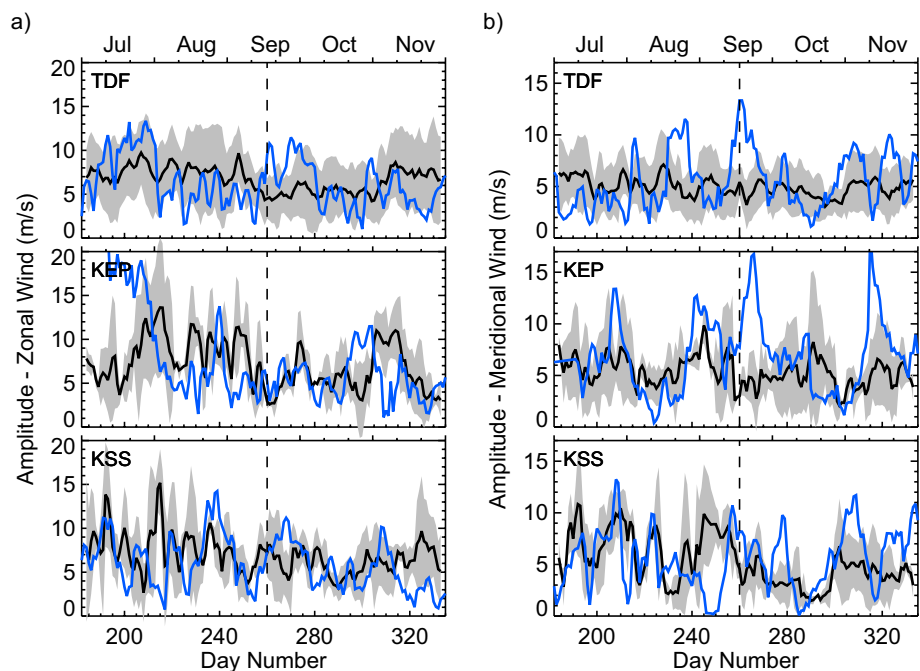 a)
Jul Aug Sep Oct Nov
20
15
10
5
0
TDF
20
15
10
5
0
KEP
20
15
10
5
0
KSS
Amplitude - Zonal Wind (m/s)
200 240 280 320
Day Number
b)
Jul Aug Sep Oct Nov
15
10
5
0
TDF
15
10
5
0
KEP
15
10
5
0
KSS
Amplitude - Meridional Wind (m/s)
200 240 280 320
Day Number